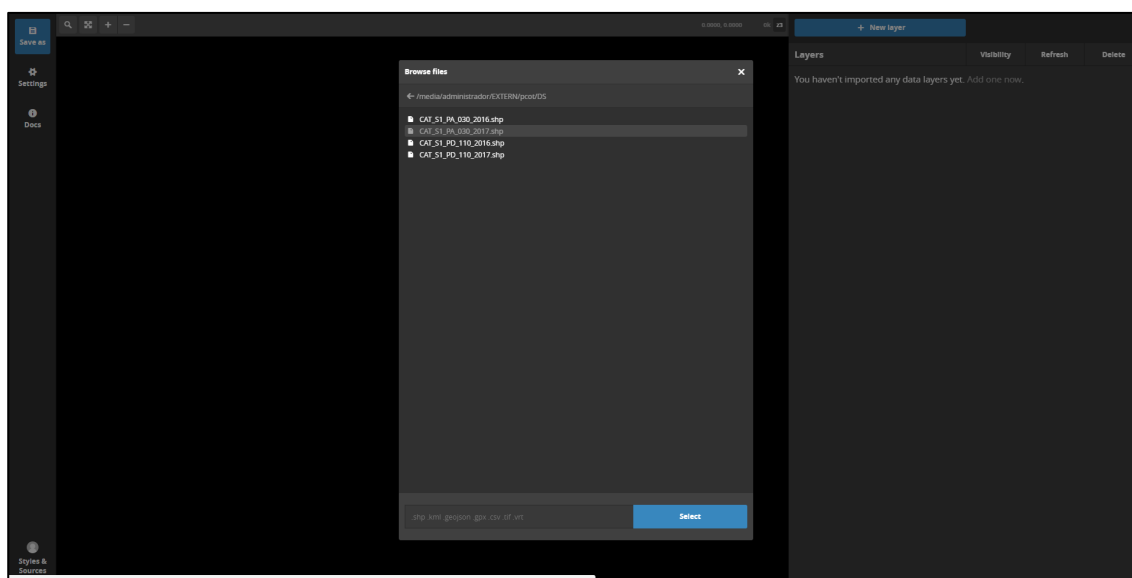 Save as
Settings
Docs
Styles &
Sources
0.0000, 0.0000
z3
+ New layer
Layers
Visibility
Refresh
Delete
You haven't imported any data layers yet. Add one now.
Browse files
/media/administrador/EXTERN/pcot/DS
CAT_S1_PA_030_2016.shp
CAT_S1_PA_030_2017.shp
CAT_S1_PD_110_2016.shp
CAT_S1_PD_110_2017.shp
.shp .kml .geojson .gpx .csv .tif .vrt
Select